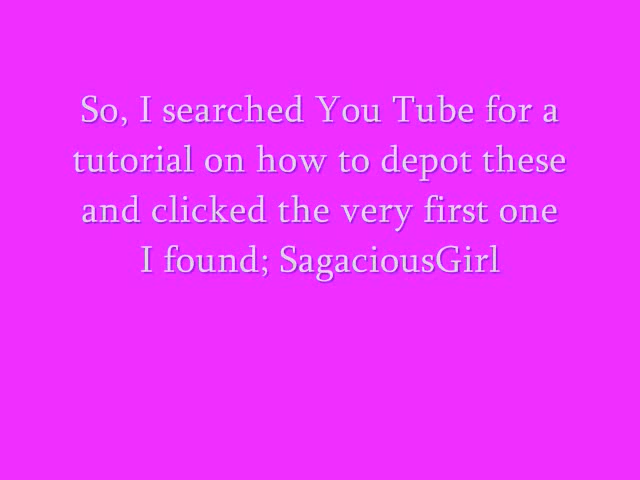 So, I searched You Tube for a
tutorial on how to depot these
and clicked the very first one
I found; SagaciousGirl